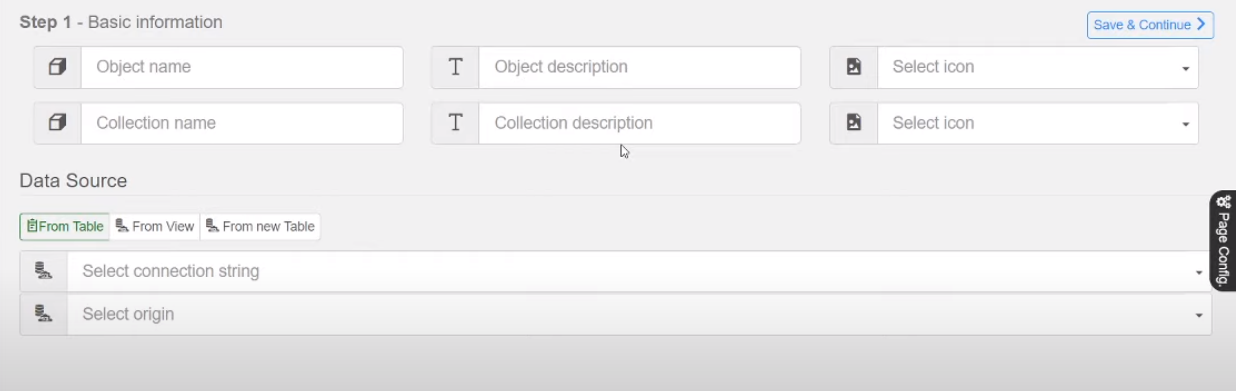 Step 1 - Basic information
Save & Continue
Object name
Object description
Select icon
Collection name
Collection description
Select icon
Data Source
From Table
From View
From new Table
Page Config.
Select connection string
Select origin